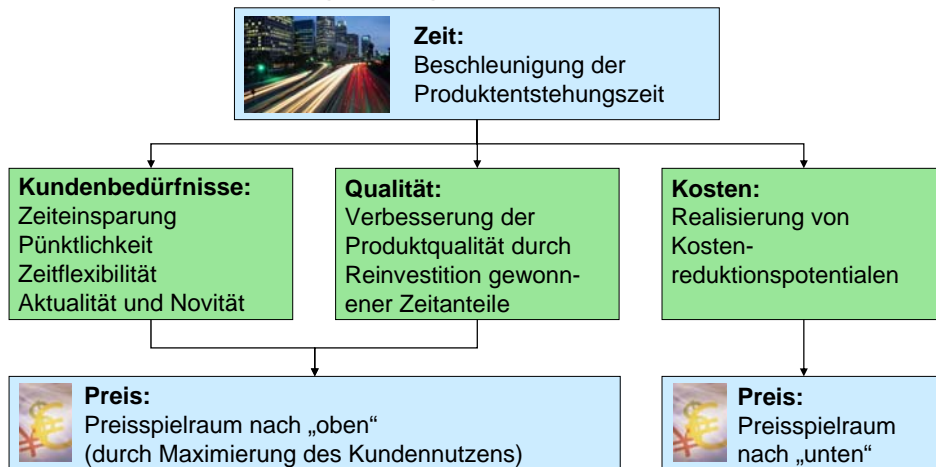 Zeit:
Beschleunigung der
Produktentstehungszeit
Kundenbedürfnisse:
Zeiteinsparung
Pünktlichkeit
Zeitflexibilität
Aktualität und Novität
Qualität:
Verbesserung der
Produktqualität durch
Reinvestition gewonn-
ener Zeitanteile
Kosten:
Realisierung von
Kosten-
reduktionspotentialen
Preis:
Preisspielraum nach „oben“
(durch Maximierung des Kundennutzens)
Preis:
Preisspielraum
nach „unten“